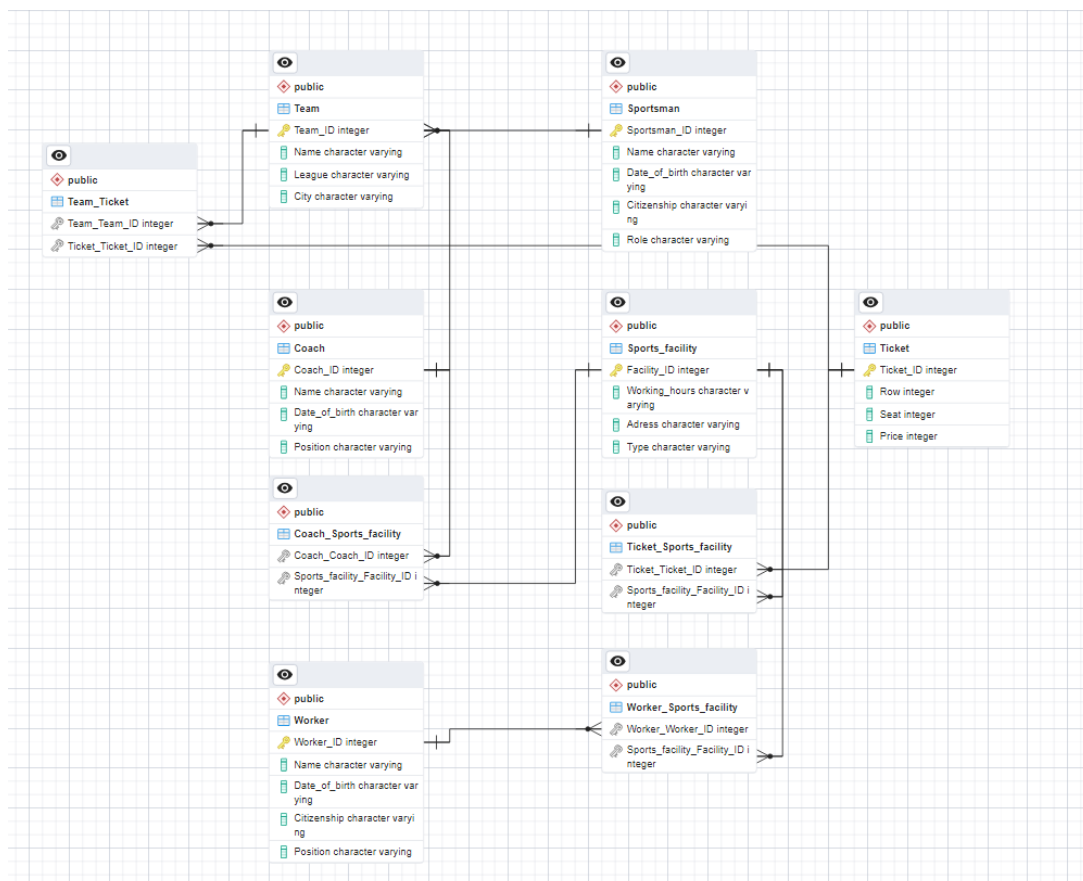 public
Team
Team_ID integer
Name character varying
League character varying
City character varying
public
Sportsman
Sportsman_ID integer
Name character varying
Date_of_birth character var
ying
Citizenship character varyi
ng
Role character varying
public
Team_Ticket
Team_Team_ID integer
Ticket_Ticket_ID integer
public
Coach
Coach_ID integer
Name character varying
Date_of_birth character var
ying
Position character varying
public
Sports_facility
Facility_ID integer
Working_hours character v
arying
Adress character varying
Type character varying
public
Ticket
Ticket_ID integer
Row integer
Seat integer
Price integer
public
Coach_Sports_facility
Coach_Coach_ID integer
Sports_facility_Facility_ID i
nteger
public
Ticket_Sports_facility
Ticket_Ticket_ID integer
Sports_facility_Facility_ID i
nteger
public
Worker
Worker_ID integer
Name character varying
Date_of_birth character var
ying
Citizenship character varyi
ng
Position character varying
public
Worker_Sports_facility
Worker_Worker_ID integer
Sports_facility_Facility_ID i
nteger